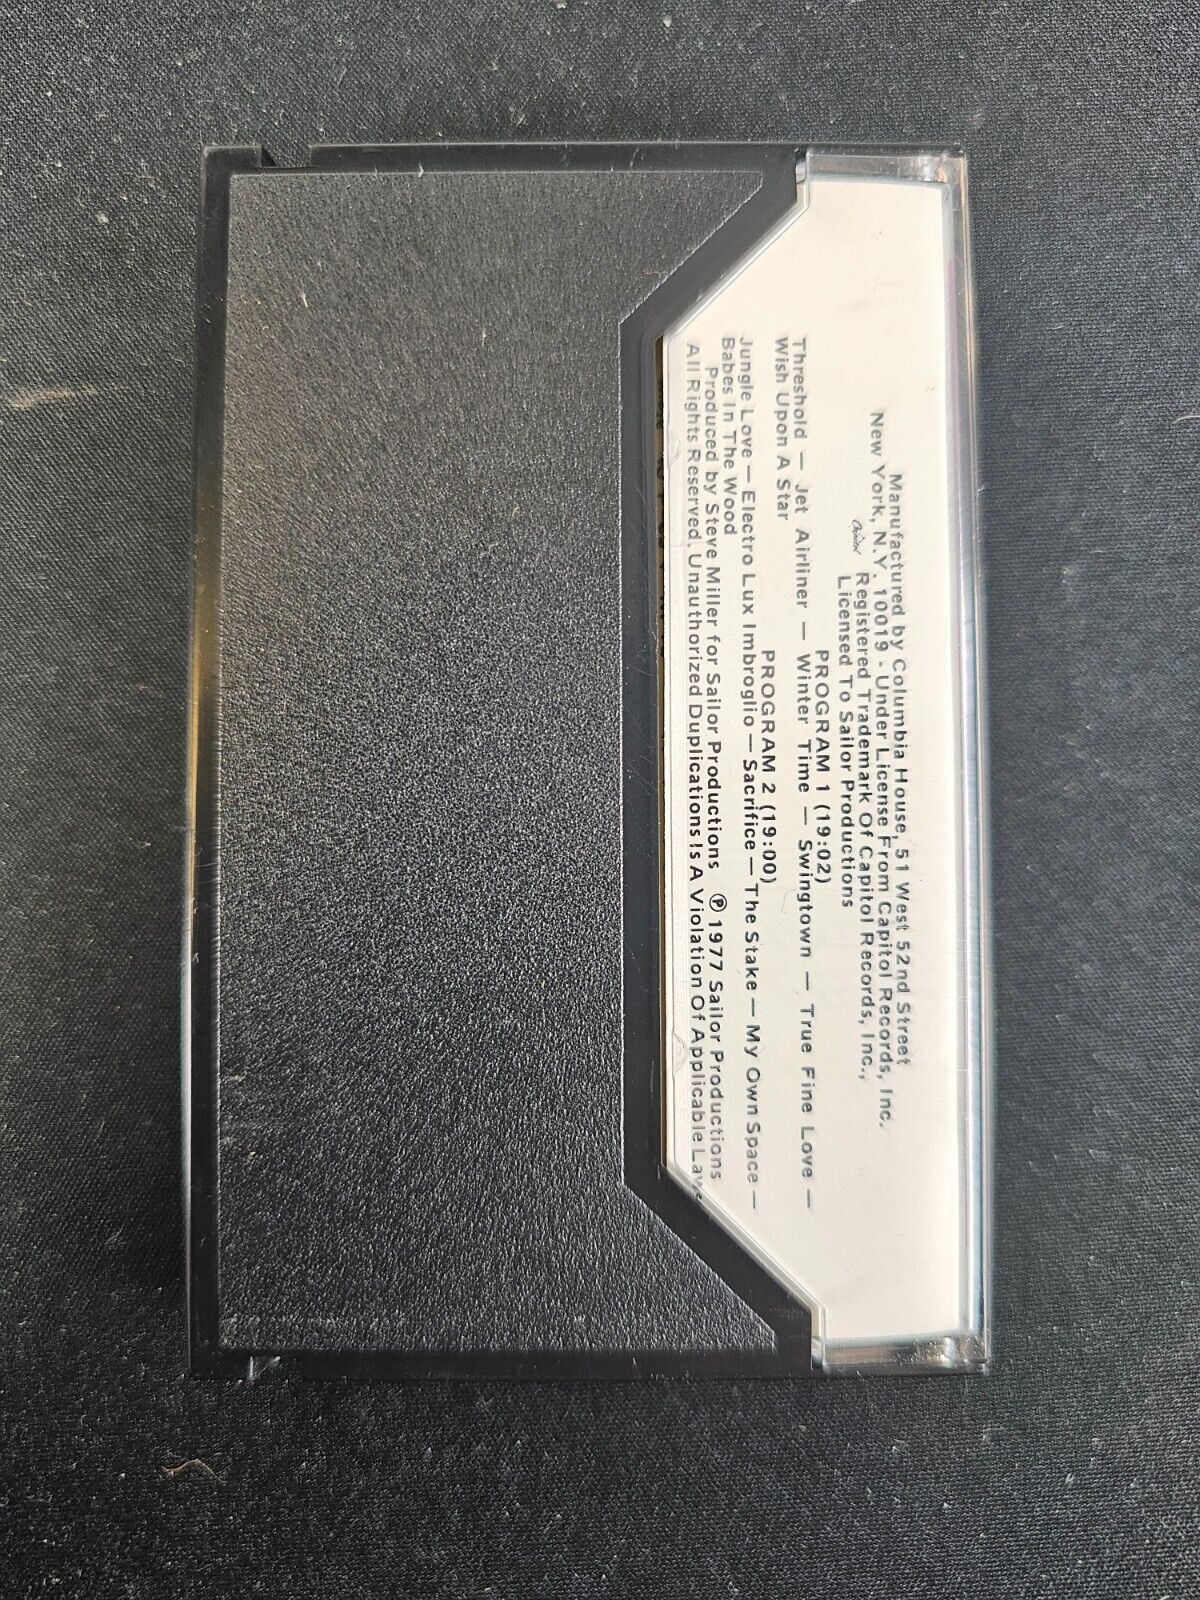 Manufactured by Columbia House, 51 West 52nd Street
New York, N.Y. 10019 - Under License From Capitol Records, Inc.
Capitol Registered Trademark Of Capitol Records, Inc.,
Licensed To Sailor Productions
PROGRAM 1 (19:02)
Threshold — Jet Airliner — Winter Time — Swingtown — True Fine Love —
Wish Upon A Star
PROGRAM 2 (19:00)
Jungle Love — Electro Lux Imbroglio — Sacrifice — The Stake — My Own Space —
Babes In The Wood
Produced by Steve Miller for Sailor Productions ℗ 1977 Sailor Productions
All Rights Reserved. Unauthorized Duplications Is A Violation Of Applicable